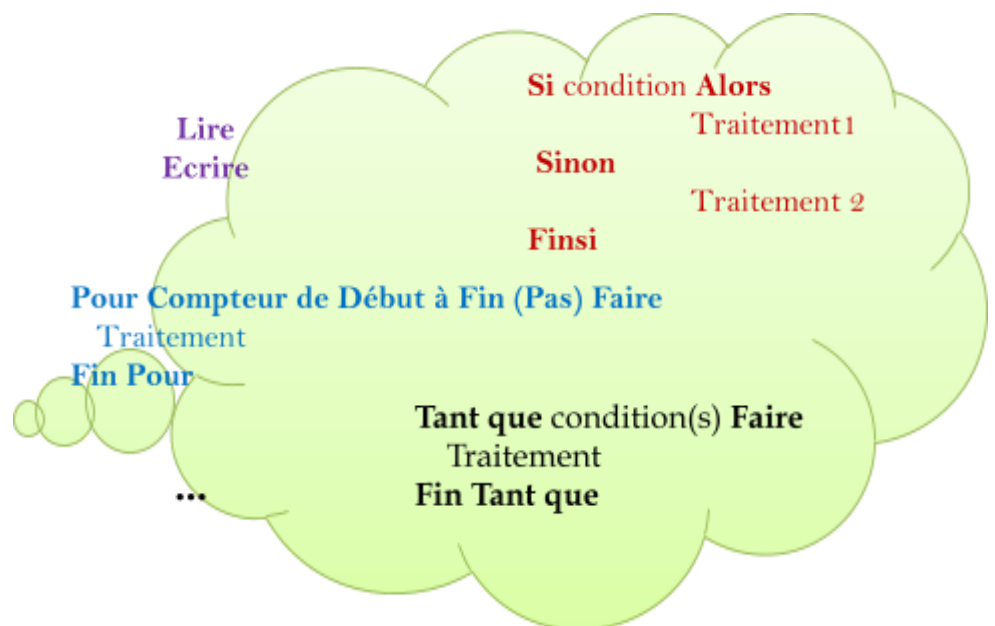 Lire
Ecrire
Si condition Alors
Traitement1
Sinon
Traitement 2
Finsi
Pour Compteur de Début à Fin (Pas) Faire
Traitement
Fin Pour
Tant que condition(s) Faire
Traitement
Fin Tant que
...